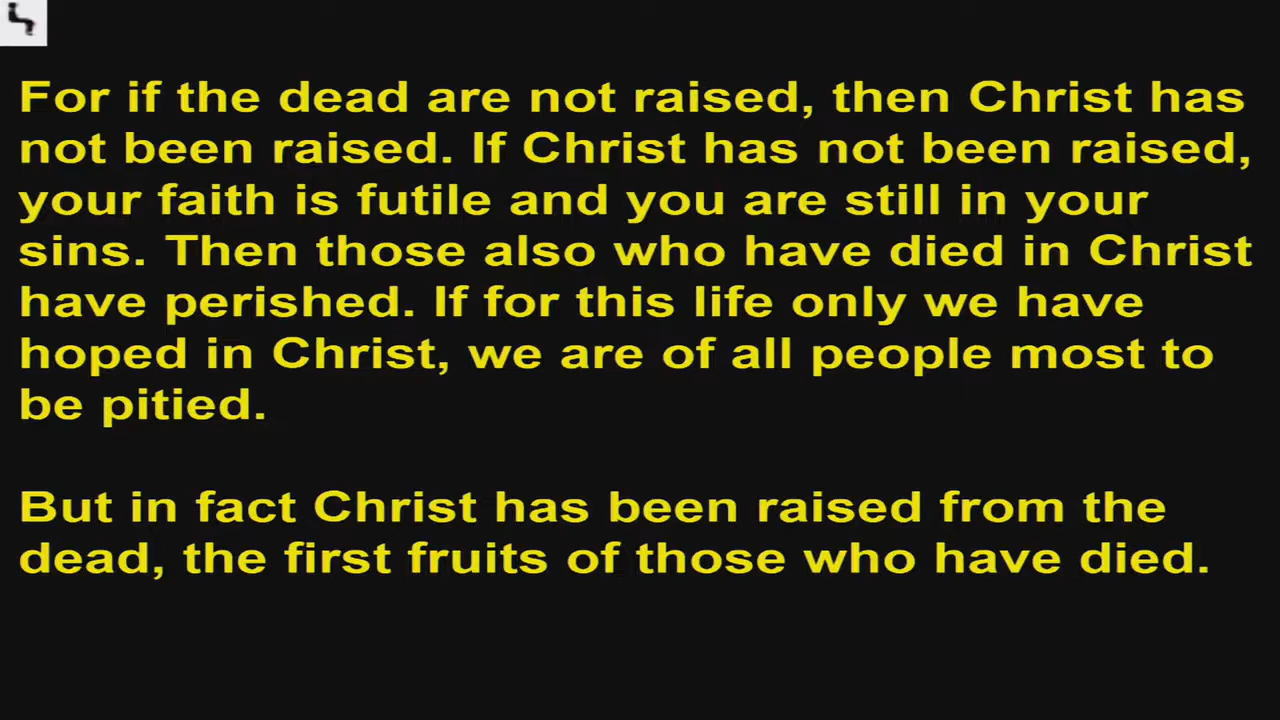 For if the dead are not raised, then Christ has
not been raised. If Christ has not been raised,
your faith is futile and you are still in your
sins. Then those also who have died in Christ
have perished. If for this life only we have
hoped in Christ, we are of all people most to
be pitied.
But in fact Christ has been raised from the
dead, the first fruits of those who have died.